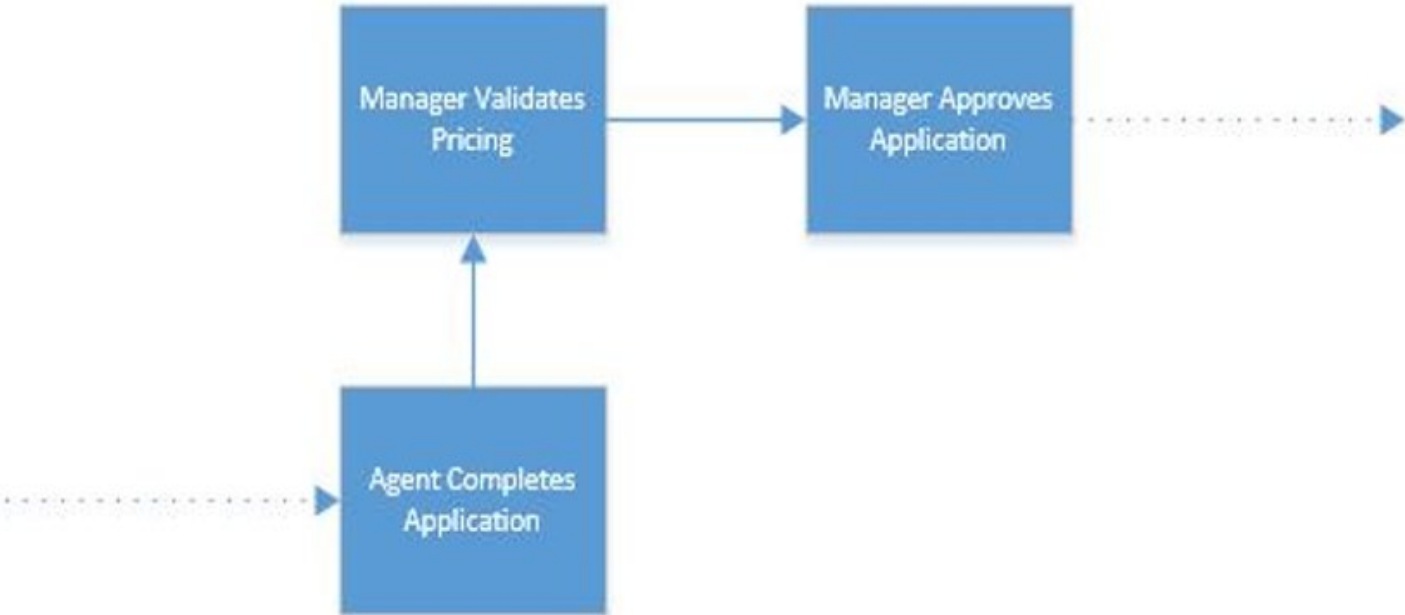 Manager Validates
Pricing
Manager Approves
Application
Agent Completes
Application